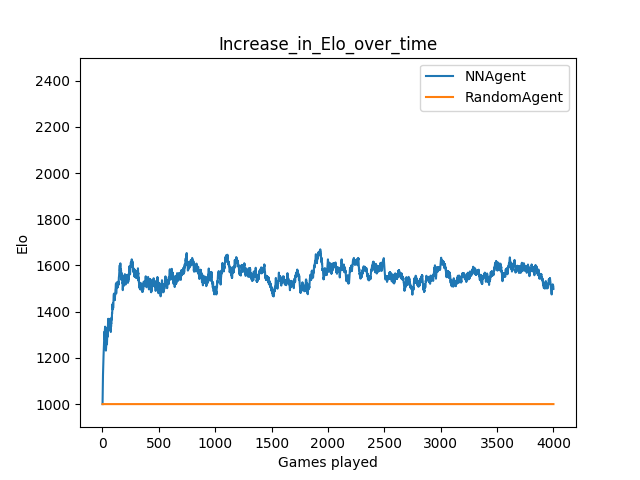 Increase_in_Elo_over_time
NNAgent
RandomAgent
2400
2200
2000
1800
1600
1400
1200
1000
Elo
0 500 1000 1500 2000 2500 3000 3500 4000
Games played